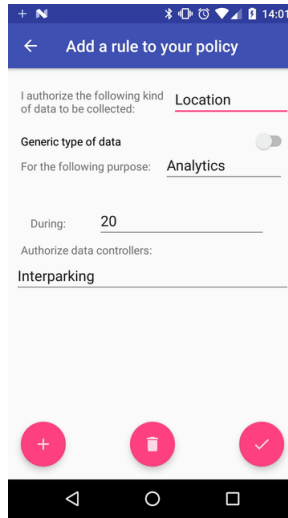 14:01
Add a rule to your policy
I authorize the following kind
of data to be collected:
Location
Generic type of data
For the following purpose:
Analytics
During:
20
Authorize data controllers:
Interparking